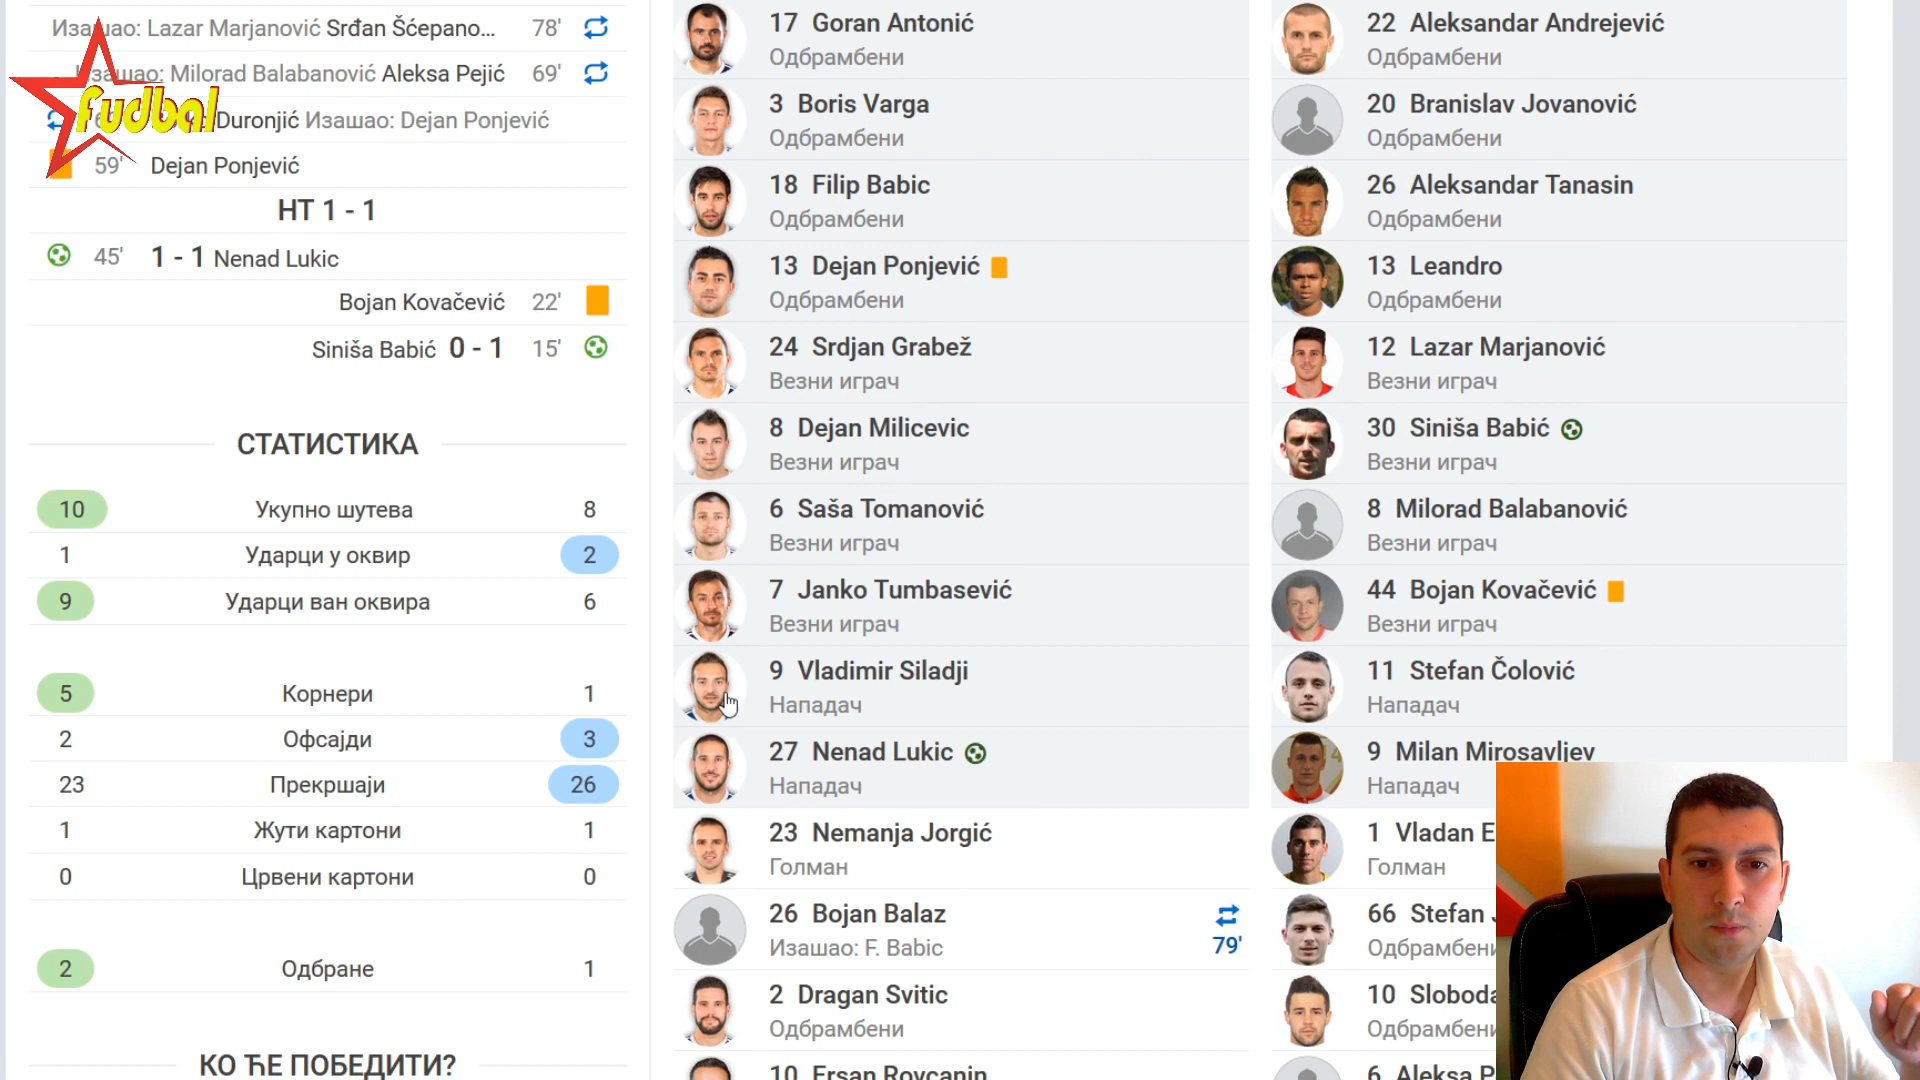 Изашао: Lazar Marjanović Srđan Šćepano... 78'
Изашао: Milorad Balabanović Aleksa Pejić 69'
fudbal
Duronjić Изашао: Dejan Ponjević
59' Dejan Ponjević
HT 1 - 1
45' 1 - 1 Nenad Lukic
Bojan Kovačević 22'
Siniša Babić 0 - 1 15'
СТАТИСТИКА
10 Укупно шутева 8
1 Ударци у оквир 2
9 Ударци ван оквира 6
5 Корнери 1
2 Офсајди 3
23 Прекршаји 26
1 Жути картони 1
0 Црвени картони 0
2 Одбране 1
КО ЋЕ ПОБЕДИТИ?
17 Goran Antonić
Одбрамбени
3 Boris Varga
Одбрамбени
18 Filip Babic
Одбрамбени
13 Dejan Ponjević
Одбрамбени
24 Srdjan Grabež
Везни играч
8 Dejan Milicevic
Везни играч
6 Saša Tomanović
Везни играч
7 Janko Tumbasević
Везни играч
9 Vladimir Siladji
Нападач
27 Nenad Lukic
Нападач
23 Nemanja Jorgić
Голман
26 Bojan Balaz
Изашао: F. Babic
79'
2 Dragan Svitic
Одбрамбени
10 Ersan Rovcanin
22 Aleksandar Andrejević
Одбрамбени
20 Branislav Jovanović
Одбрамбени
26 Aleksandar Tanasin
Одбрамбени
13 Leandro
Одбрамбени
12 Lazar Marjanović
Везни играч
30 Siniša Babić
Везни играч
8 Milorad Balabanović
Везни играч
44 Bojan Kovačević
Везни играч
11 Stefan Čolović
Нападач
9 Milan Mirosavljev
Нападач
1 Vladan E
Голман
66 Stefan
Одбрамбени
10 Sloboda
Одбрамбени
6 Aleksa P